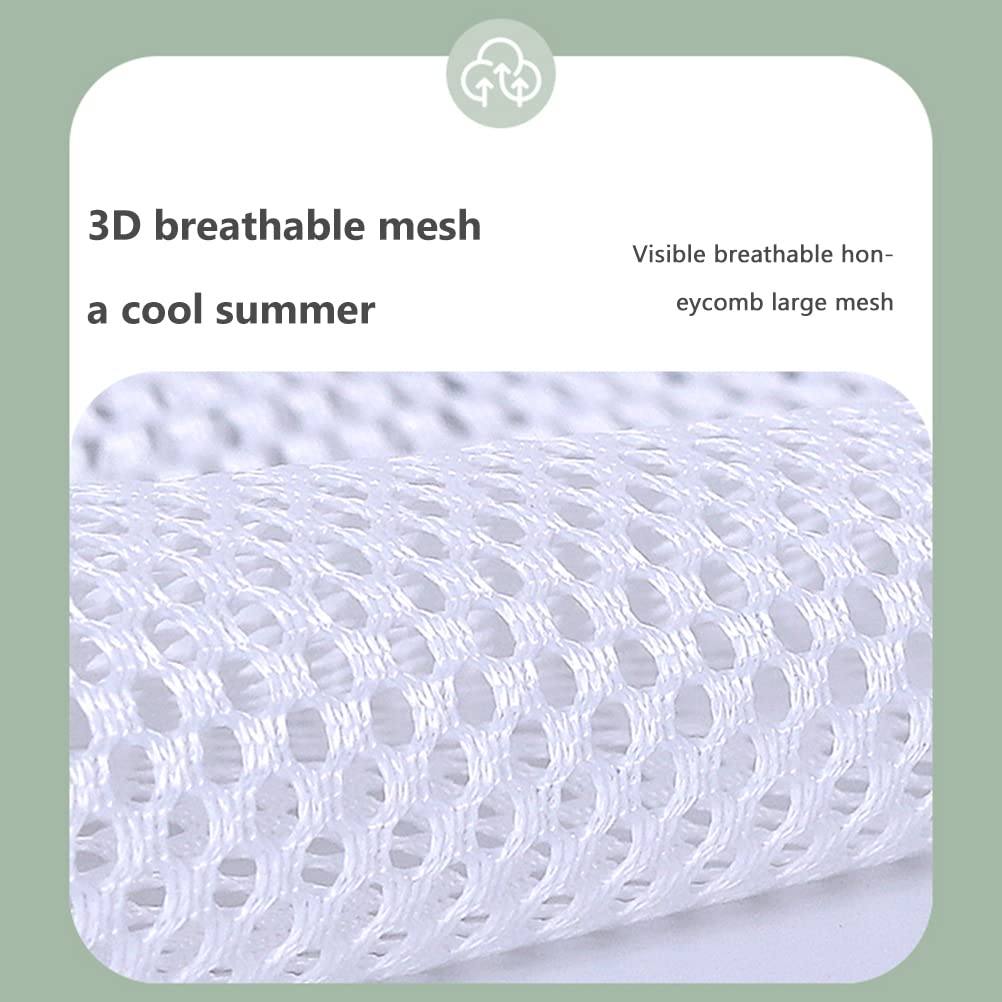 3D breathable mesh
a cool summer
Visible breathable hon-
eycomb large mesh